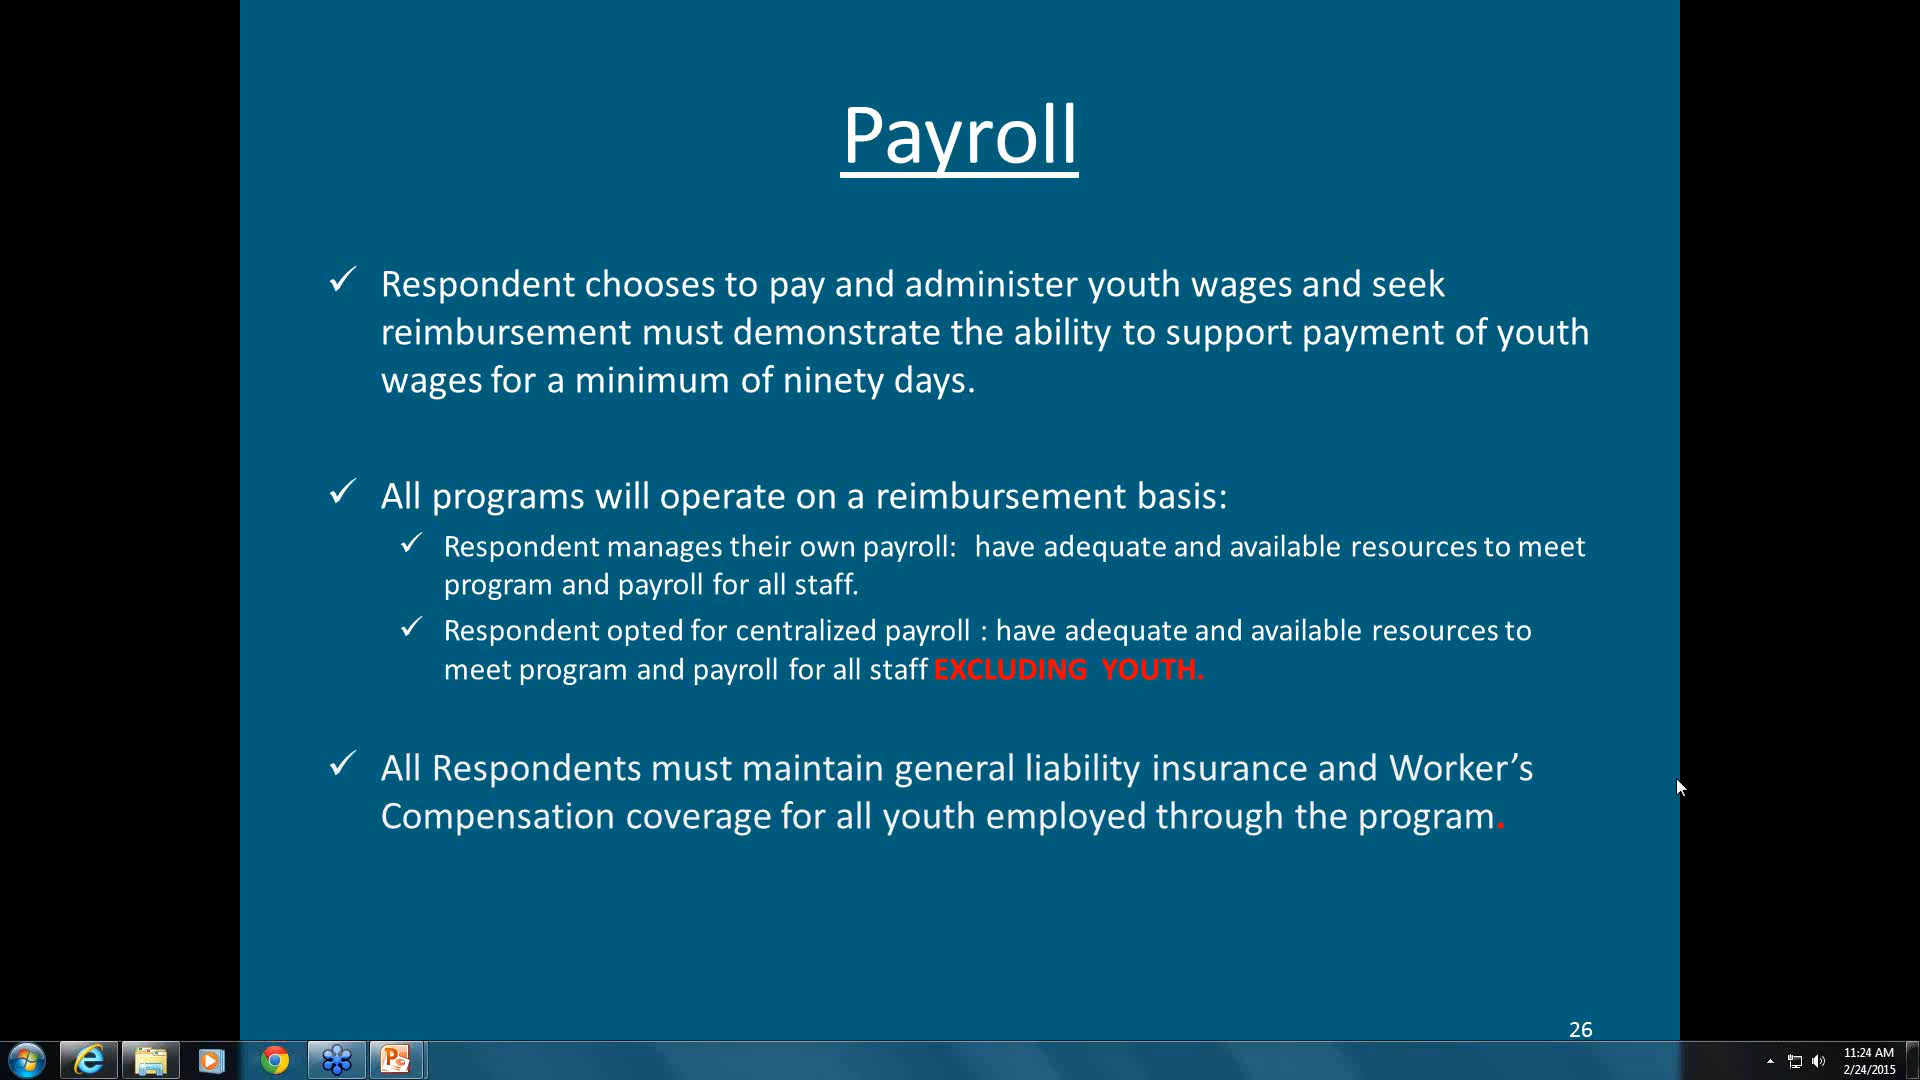 Payroll
Respondent chooses to pay and administer youth wages and seek
reimbursement must demonstrate the ability to support payment of youth
wages for a minimum of ninety days.
All programs will operate on a reimbursement basis:
Respondent manages their own payroll:  have adequate and available resources to meet
program and payroll for all staff.
Respondent opted for centralized payroll : have adequate and available resources to
meet program and payroll for all staff EXCLUDING  YOUTH.
All Respondents must maintain general liability insurance and Worker’s
Compensation coverage for all youth employed through the program.
26
11:24 AM
2/24/2015